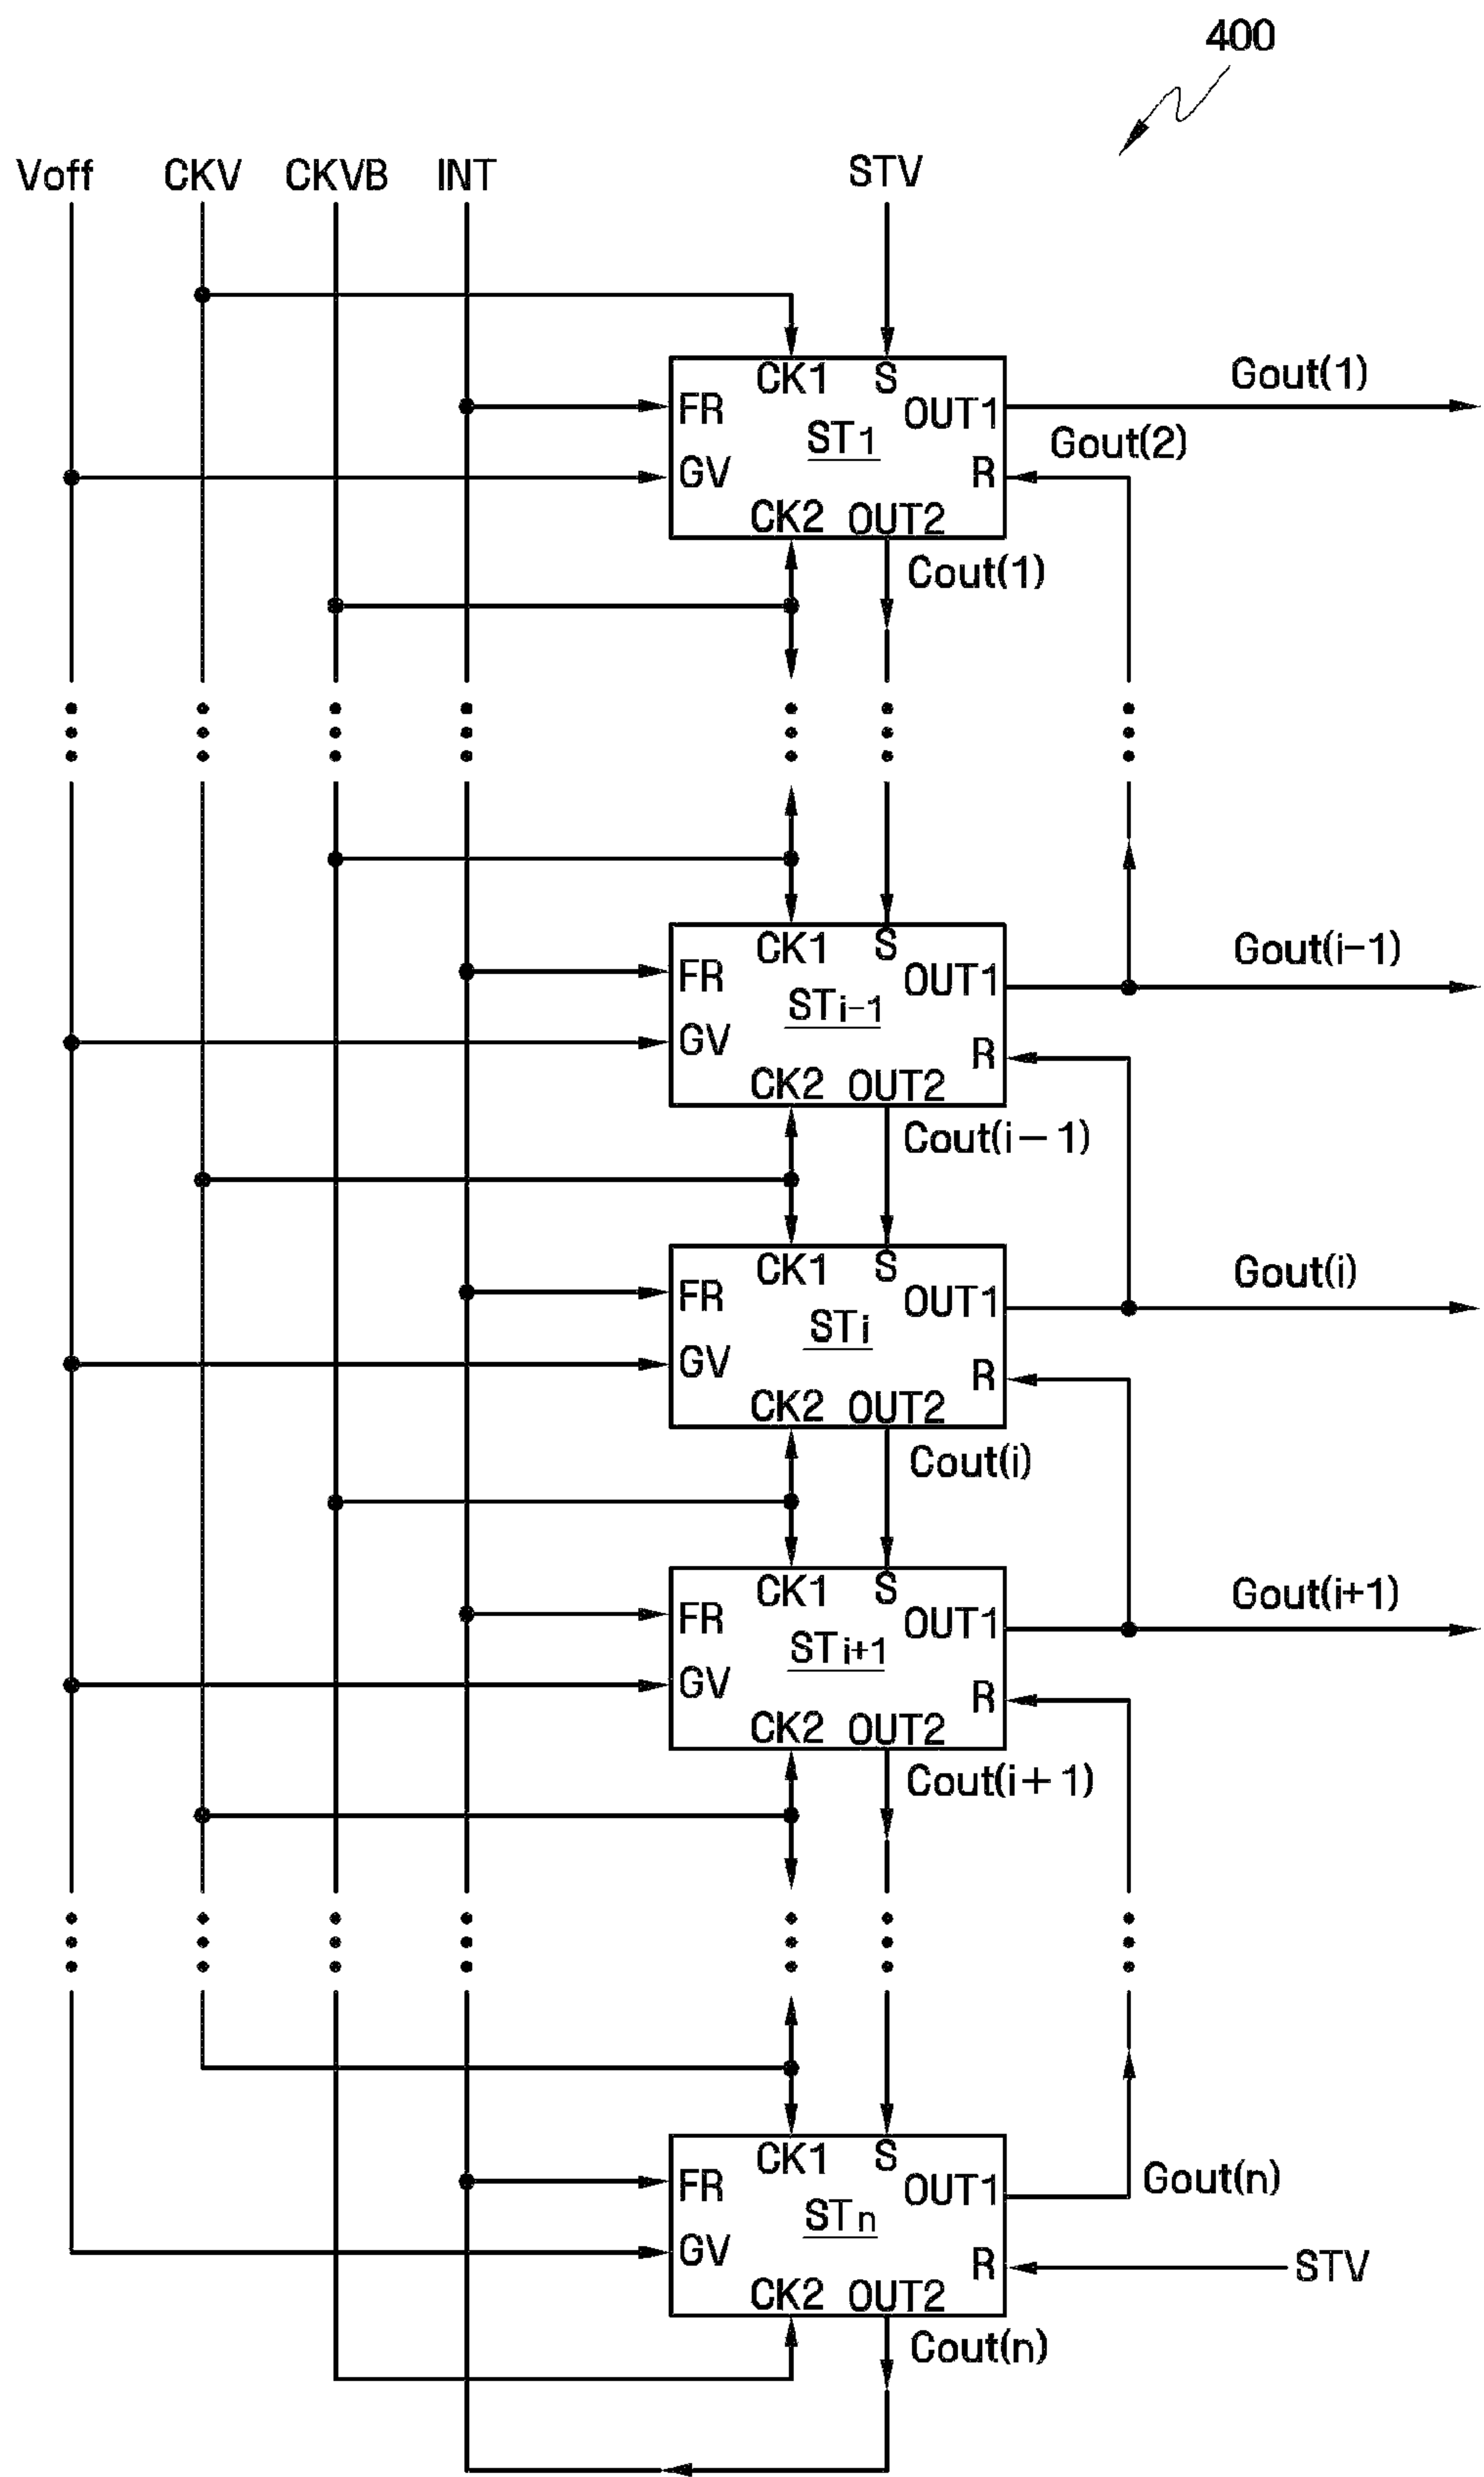 400
Voff CKV CKVB INT STV
CK1 S
FR OUT1 Gout(1)
ST1 Gout(2)
GV R
CK2 OUT2
Cout(1)
CK1 S
FR OUT1 Gout(i-1)
STi-1
GV R
CK2 OUT2
Cout(i-1)
CK1 S
FR OUT1 Gout(i)
STi
GV R
CK2 OUT2
Cout(i)
CK1 S
FR OUT1 Gout(i+1)
STi+1
GV R
CK2 OUT2
Cout(i+1)
CK1 S
FR OUT1 Gout(n)
STn
GV R STV
CK2 OUT2
Cout(n)